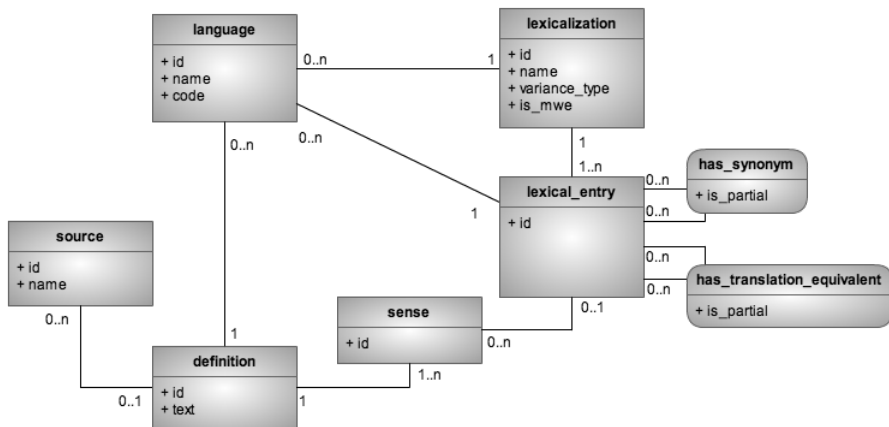 language
+ id
+ name
+ code
lexicalization
+ id
+ name
+ variance_type
+ is_mwe
0..n
1
0..n
0..n
1
1..n
has_synonym
+ is_partial
0..n
0..n
lexical_entry
+ id
1
source
+ id
+ name
0..n
0..n
has_translation_equivalent
+ is_partial
0..1
sense
+ id
0..n
0..n
1
1..n
definition
+ id
+ text
0..1
1